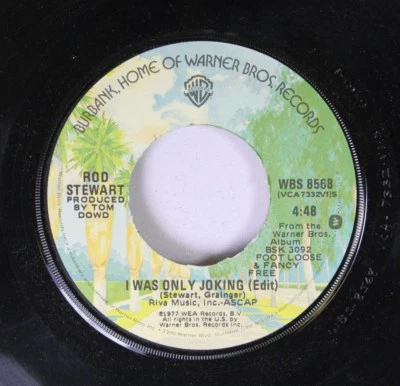 BURBANK, HOME OF WARNER BROS. RECORDS
WB
ROD
STEWART
PRODUCED
BY TOM
DOWD
WBS 8568
(VCA7332V1)S
4:48
From the
Warner Bros.
Album
BSK 3092
FOOT LOOSE
& FANCY
FREE
I WAS ONLY JOKING (Edit)
(Stewart, Grainger)
Riva Music, Inc.-ASCAP
℗1977 WEA Records, B.V.
All rights in the U.S. by
Warner Bros. Records Inc.